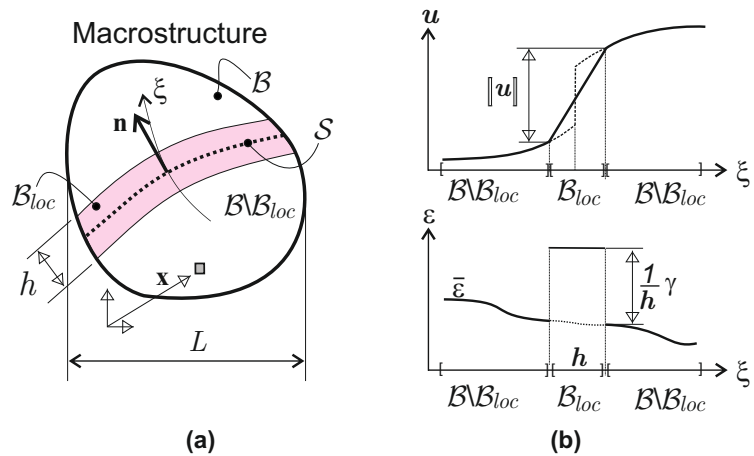 Macrostructure
ℬ
ξ
n
𝒮
ℬ_loc
ℬ\ℬ_loc
h
x
L
(a)
u
⟦u⟧
ξ
ℬ\ℬ_loc ℬ_loc ℬ\ℬ_loc
ε
ε̅
1/h γ
h
ξ
ℬ\ℬ_loc ℬ_loc ℬ\ℬ_loc
(b)